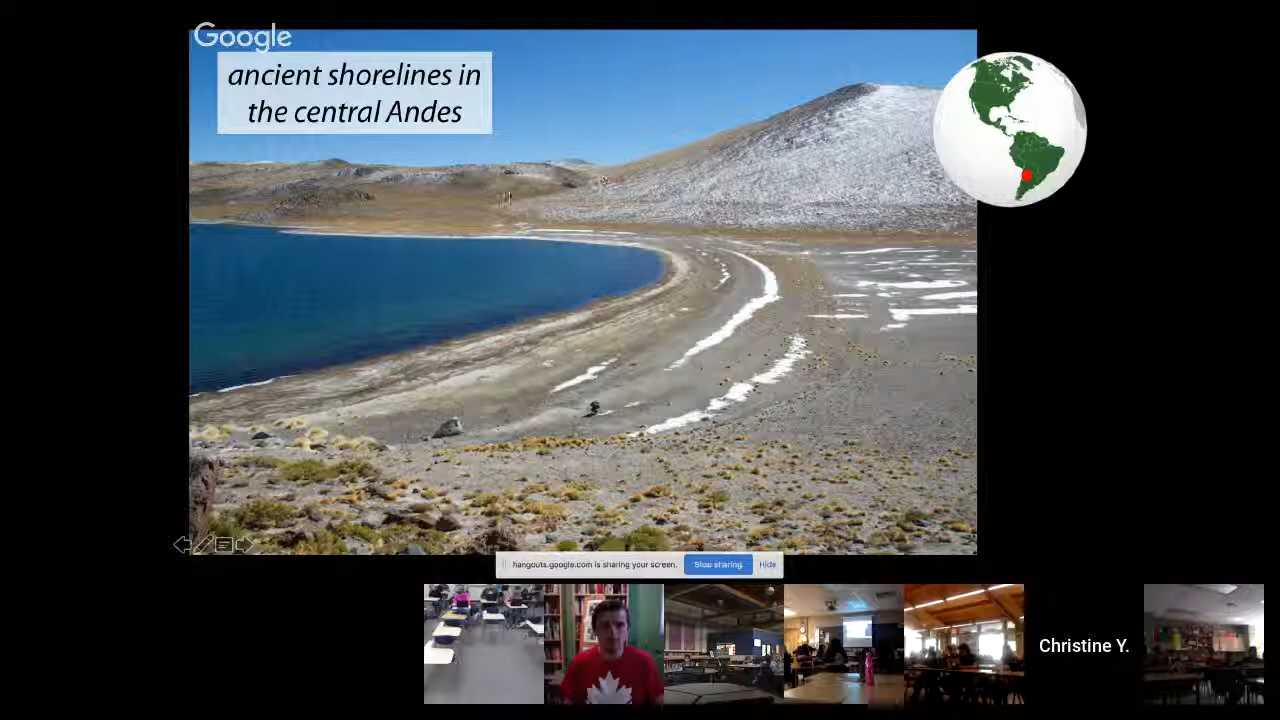 Google
ancient shorelines in
the central Andes
hangouts.google.com is sharing your screen.
Stop sharing
Hide
Christine Y.